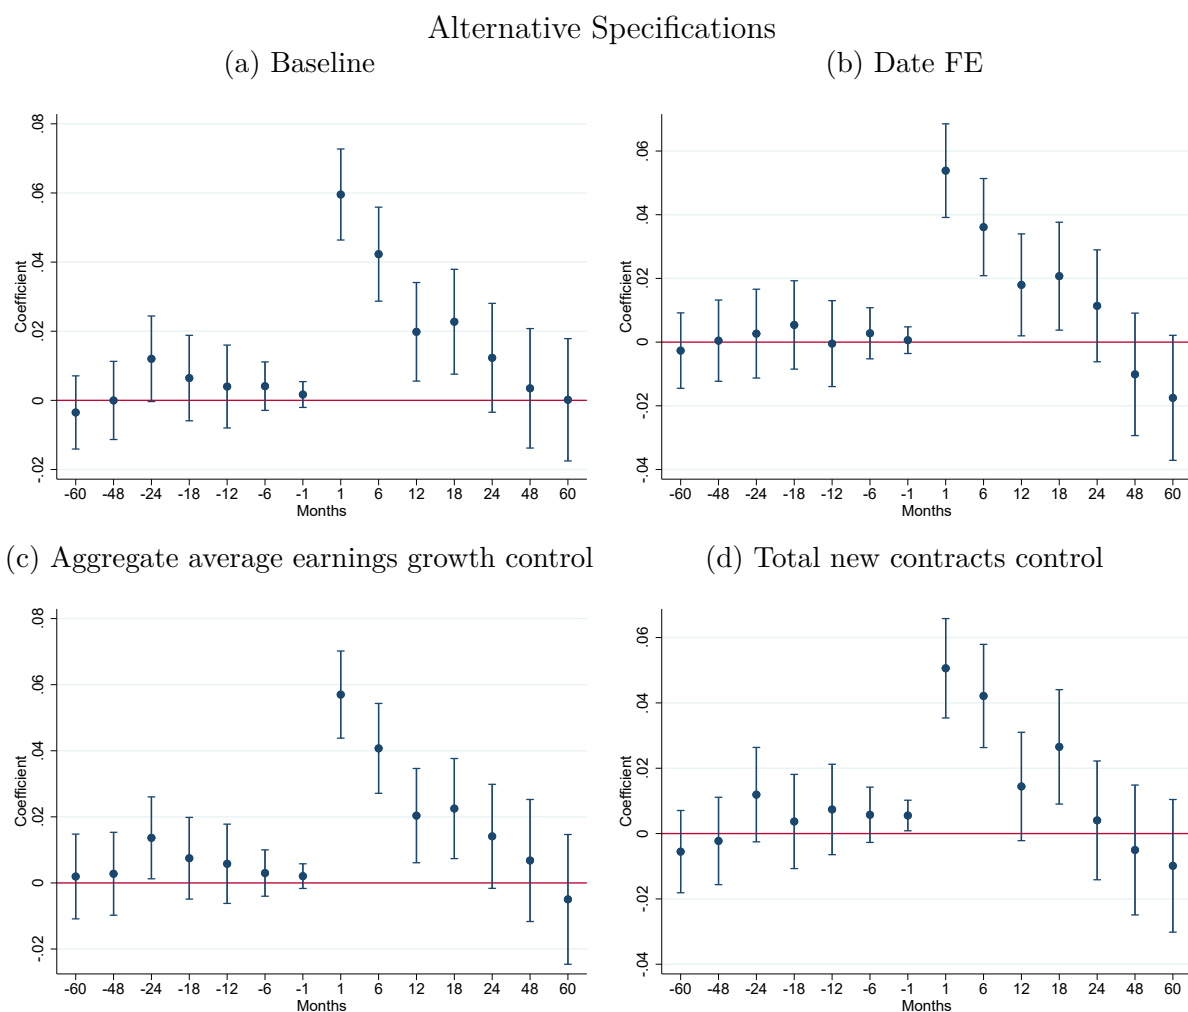 Alternative Specifications
(a) Baseline
.08
.06
.04
.02
0
-.02
Coefficient
-60 -48 -24 -18 -12 -6 -1 1 6 12 18 24 48 60
Months
(b) Date FE
.06
.04
.02
0
-.02
-.04
Coefficient
-60 -48 -24 -18 -12 -6 -1 1 6 12 18 24 48 60
Months
(c) Aggregate average earnings growth control
.08
.06
.04
.02
0
-.02
Coefficient
-60 -48 -24 -18 -12 -6 -1 1 6 12 18 24 48 60
Months
(d) Total new contracts control
.06
.04
.02
0
-.02
-.04
Coefficient
-60 -48 -24 -18 -12 -6 -1 1 6 12 18 24 48 60
Months